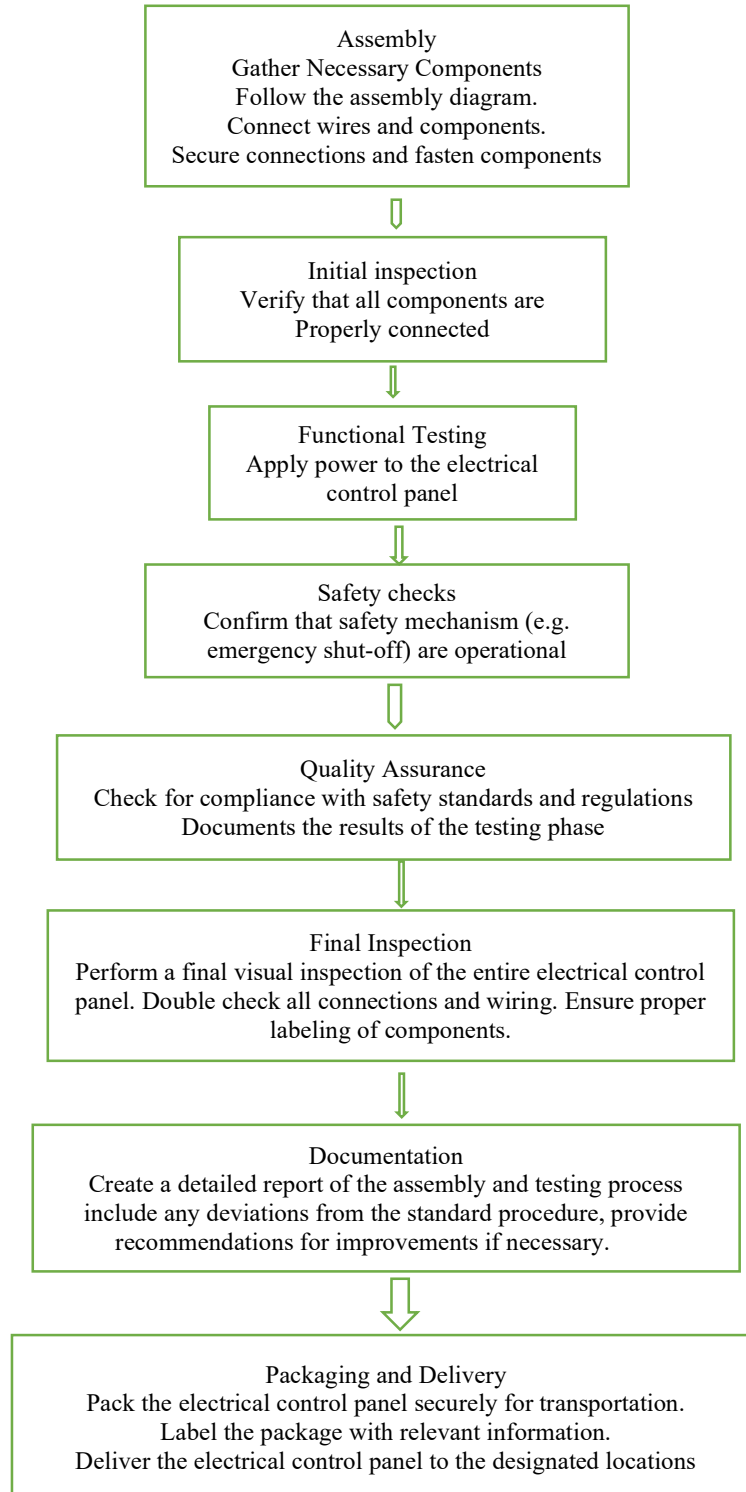 Assembly
Gather Necessary Components
Follow the assembly diagram.
Connect wires and components.
Secure connections and fasten components
Initial inspection
Verify that all components are
Properly connected
Functional Testing
Apply power to the electrical
control panel
Safety checks
Confirm that safety mechanism (e.g.
emergency shut-off) are operational
Quality Assurance
Check for compliance with safety standards and regulations
Documents the results of the testing phase
Final Inspection
Perform a final visual inspection of the entire electrical control
panel. Double check all connections and wiring. Ensure proper
labeling of components.
Documentation
Create a detailed report of the assembly and testing process
include any deviations from the standard procedure, provide
recommendations for improvements if necessary.
Packaging and Delivery
Pack the electrical control panel securely for transportation.
Label the package with relevant information.
Deliver the electrical control panel to the designated locations